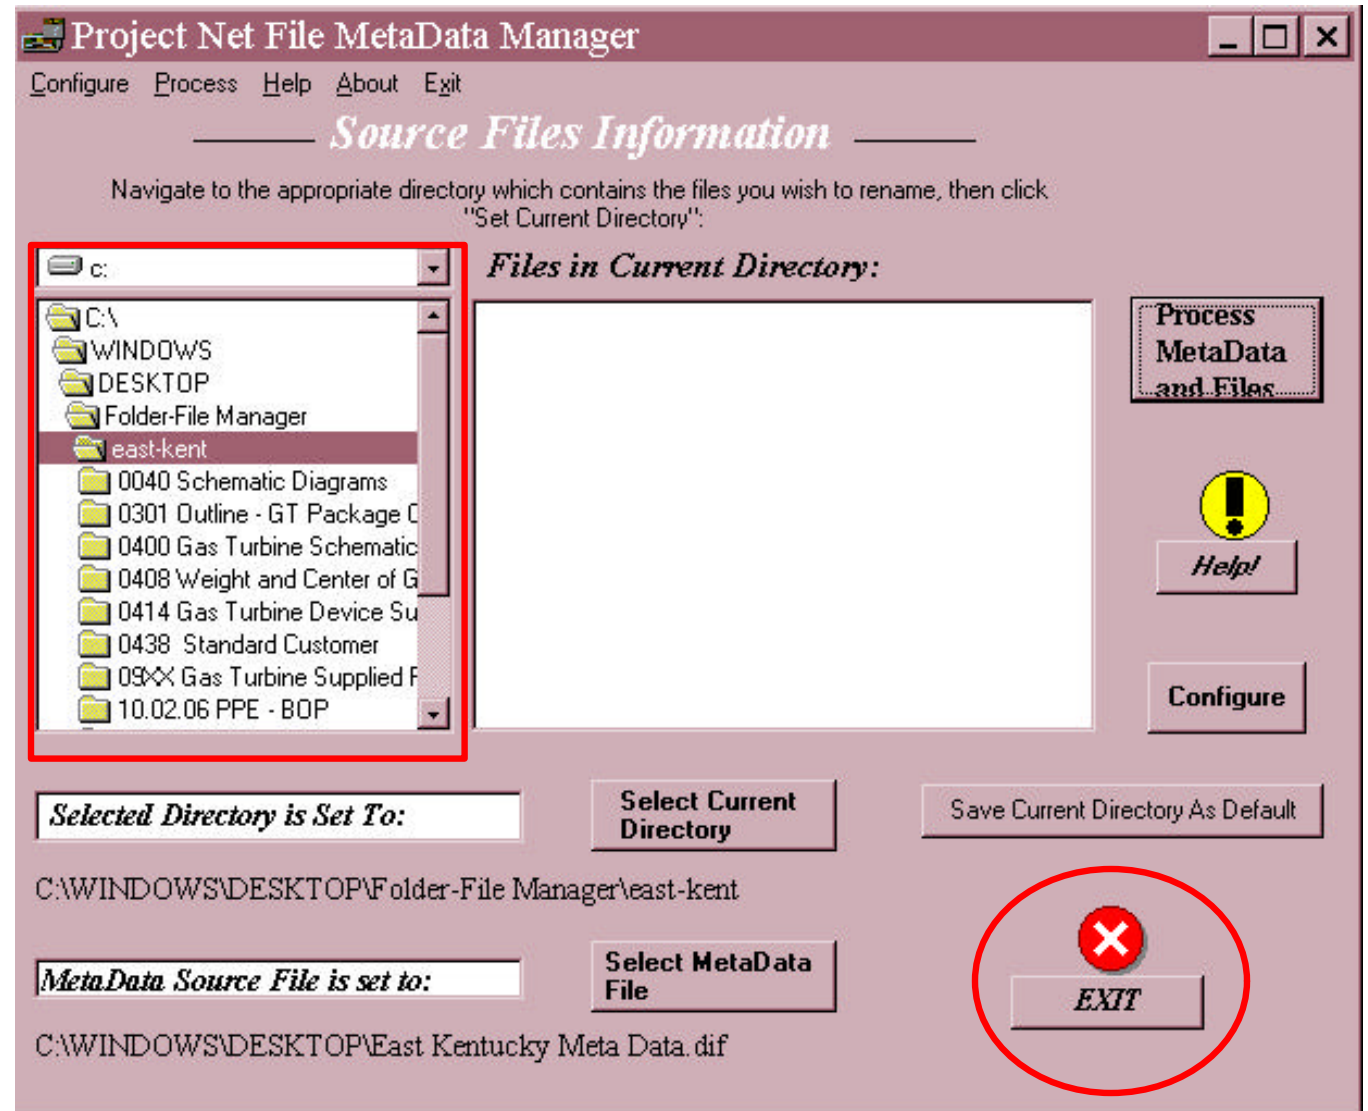 Project Net File MetaData Manager
Configure Process Help About Exit
Source Files Information
Navigate to the appropriate directory which contains the files you wish to rename, then click
"Set Current Directory":
c:
Files in Current Directory:
C:\
WINDOWS
DESKTOP
Folder-File Manager
east-kent
0040 Schematic Diagrams
0301 Outline - GT Package
0400 Gas Turbine Schematic
0408 Weight and Center of G
0414 Gas Turbine Device Su
0438  Standard Customer
09XX Gas Turbine Supplied
10.02.06 PPE - BOP
Process
MetaData
and Files
Help!
Configure
Selected Directory is Set To:
Select Current
Directory
Save Current Directory As Default
C:\WINDOWS\DESKTOP\Folder-File Manager\east-kent
MetaData Source File is set to:
Select MetaData
File
EXIT
C:\WINDOWS\DESKTOP\East Kentucky Meta Data.dif